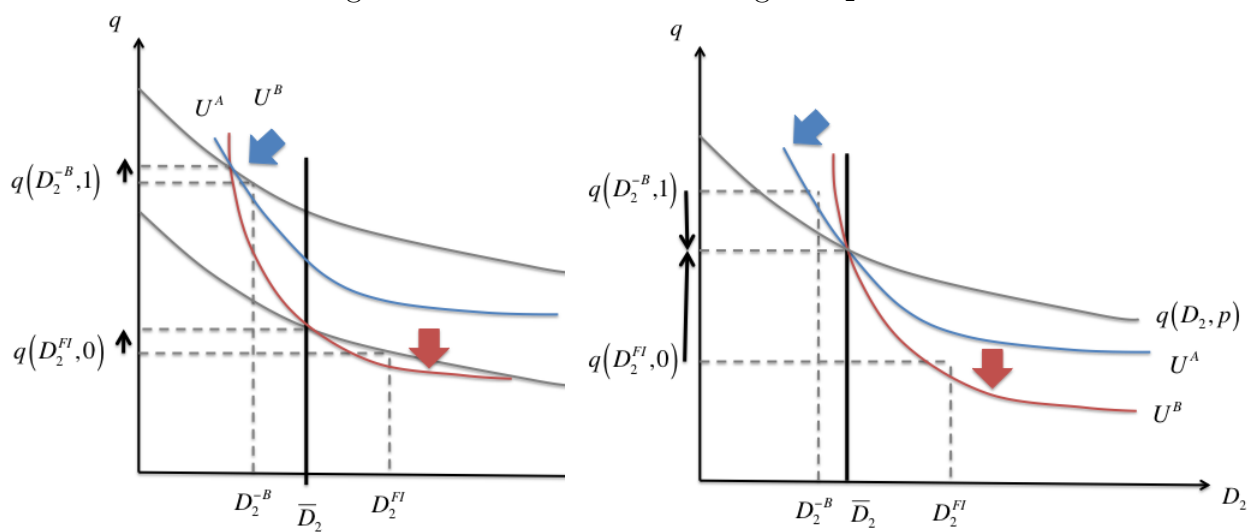 q
U^A
U^B
q(D_2^{-B},1)
q(D_2^{FI},0)
D_2^{-B}
\overline{D}_2
D_2^{FI}
q
q(D_2^{-B},1)
q(D_2^{FI},0)
q(D_2,p)
U^A
U^B
D_2^{-B}
\overline{D}_2
D_2^{FI}
D_2